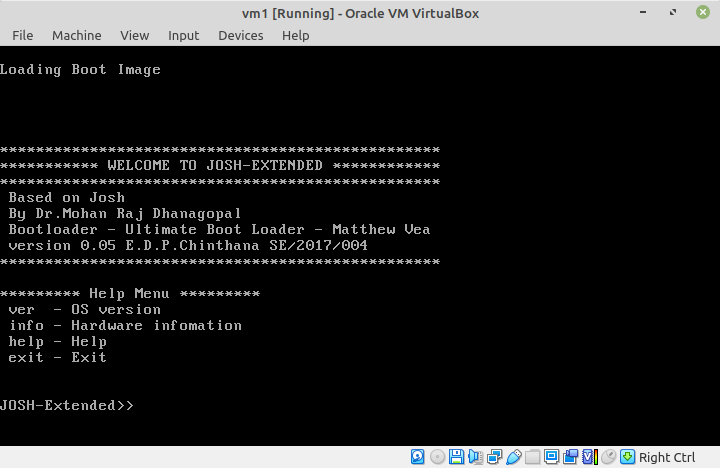 vm1 [Running] - Oracle VM VirtualBox
File Machine View Input Devices Help
Loading Boot Image
*************************************************
*********** WELCOME TO JOSH-EXTENDED ************
*************************************************
Based on Josh
By Dr.Mohan Raj Dhanagopal
Bootloader - Ultimate Boot Loader - Matthew Vea
version 0.05 E.D.P.Chinthana SE/2017/004
*************************************************
********* Help Menu *********
ver  - OS version
info - Hardware infomation
help - Help
exit - Exit
JOSH-Extended>>
Right Ctrl